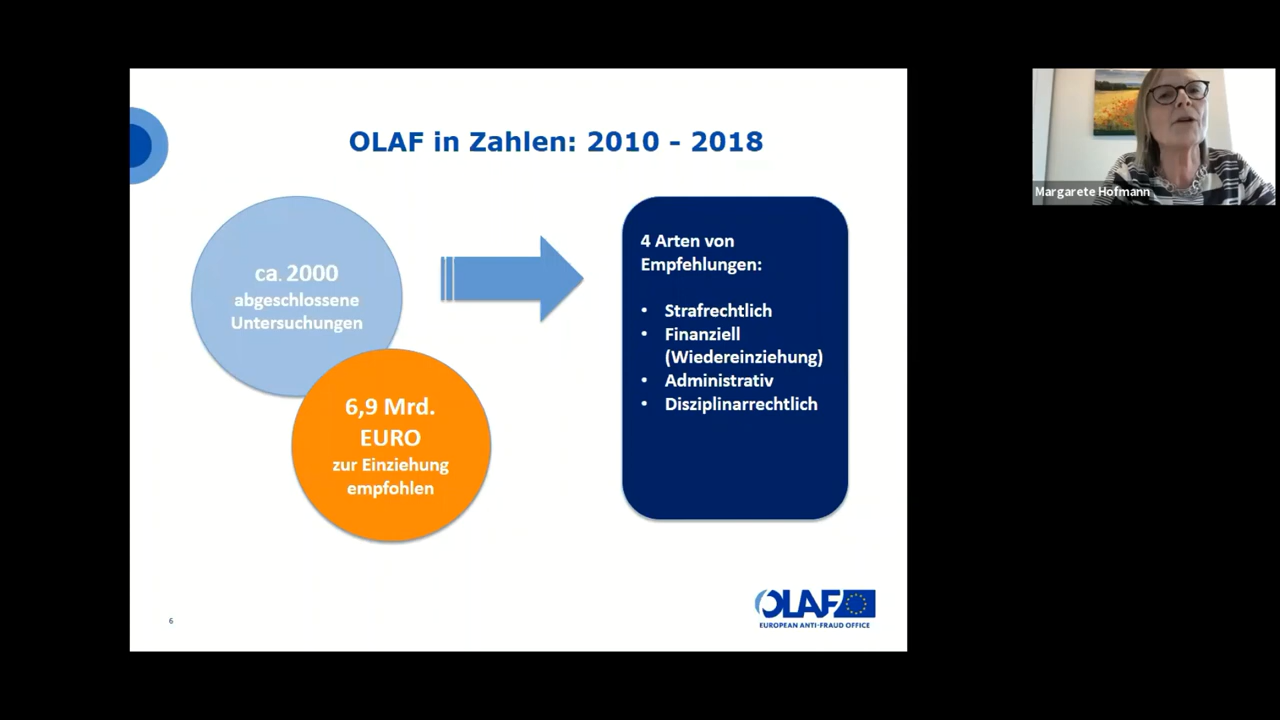 OLAF in Zahlen: 2010 - 2018
ca. 2000
abgeschlossene
Untersuchungen
6,9 Mrd.
EURO
zur Einziehung
empfohlen
4 Arten von
Empfehlungen:
• Strafrechtlich
• Finanziell
(Wiedereinziehung)
• Administrativ
• Disziplinarrechtlich
6
OLAF
EUROPEAN ANTI-FRAUD OFFICE
Margarete Hofmann